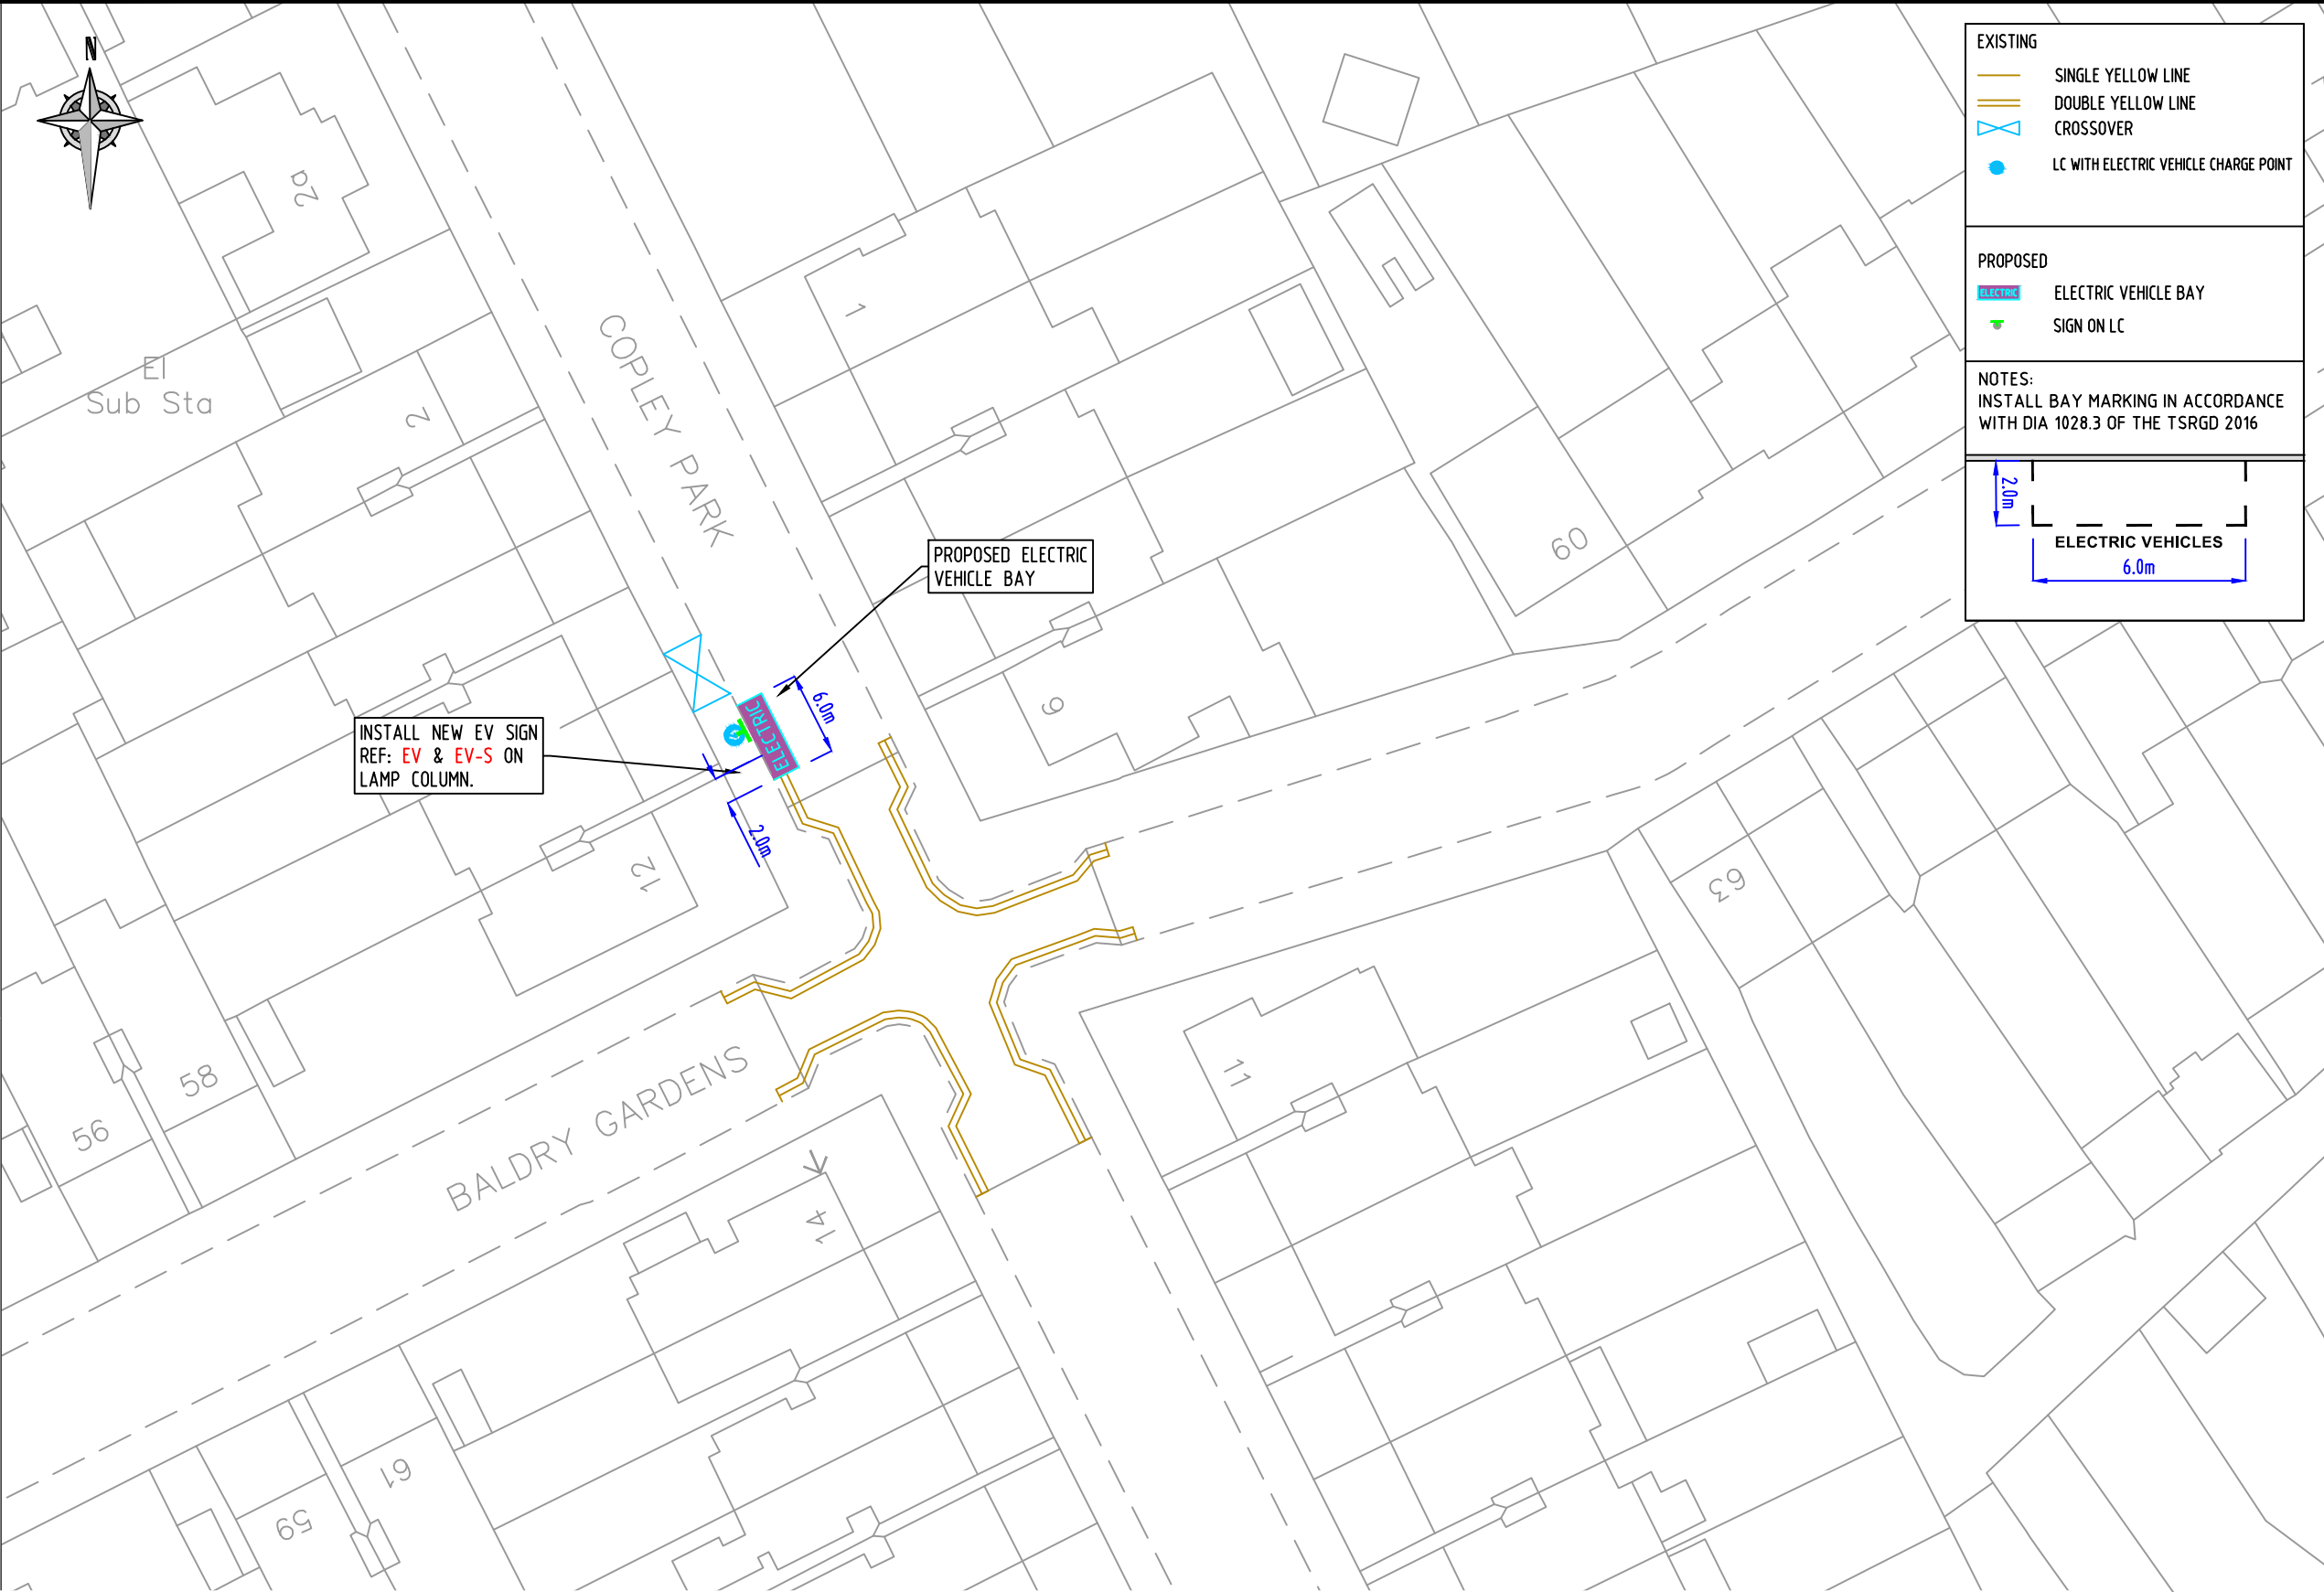 N
EXISTING
SINGLE YELLOW LINE
DOUBLE YELLOW LINE
CROSSOVER
LC WITH ELECTRIC VEHICLE CHARGE POINT
PROPOSED
ELECTRIC
ELECTRIC VEHICLE BAY
SIGN ON LC
NOTES:
INSTALL BAY MARKING IN ACCORDANCE
WITH DIA 1028.3 OF THE TSRGD 2016
2.0m
ELECTRIC VEHICLES
6.0m
2a
1
El
Sub Sta
2
COPLEY PARK
60
PROPOSED ELECTRIC
VEHICLE BAY
9
6.0m
ELECTRIC
INSTALL NEW EV SIGN
REF: EV & EV-S ON
LAMP COLUMN.
2.0m
12
63
11
58
56
BALDRY GARDENS
14
61
59